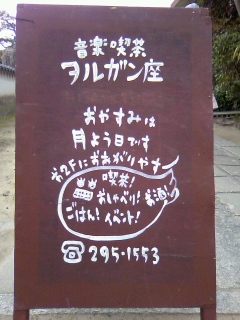 音楽喫茶
ヲルガン座
おやすみは
月よう日です
お2Fにおあがりやす
喫茶!
おしゃべり! お酒!
ごはん! イベント!
295-1553